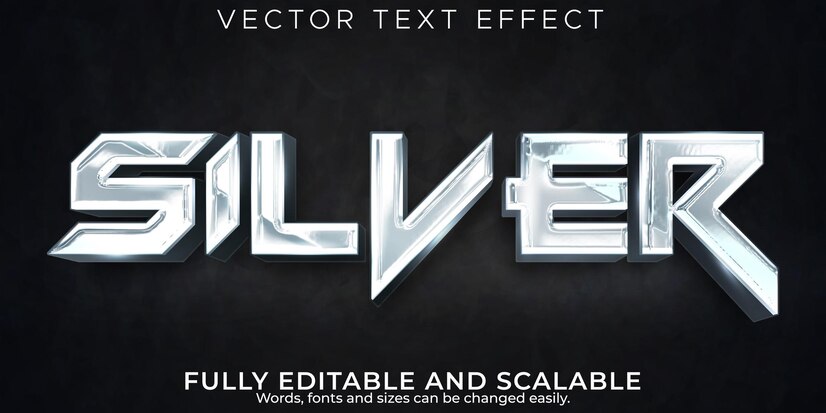 VECTOR TEXT EFFECT
SILVER
FULLY EDITABLE AND SCALABLE
Words, fonts and sizes can be changed easily.